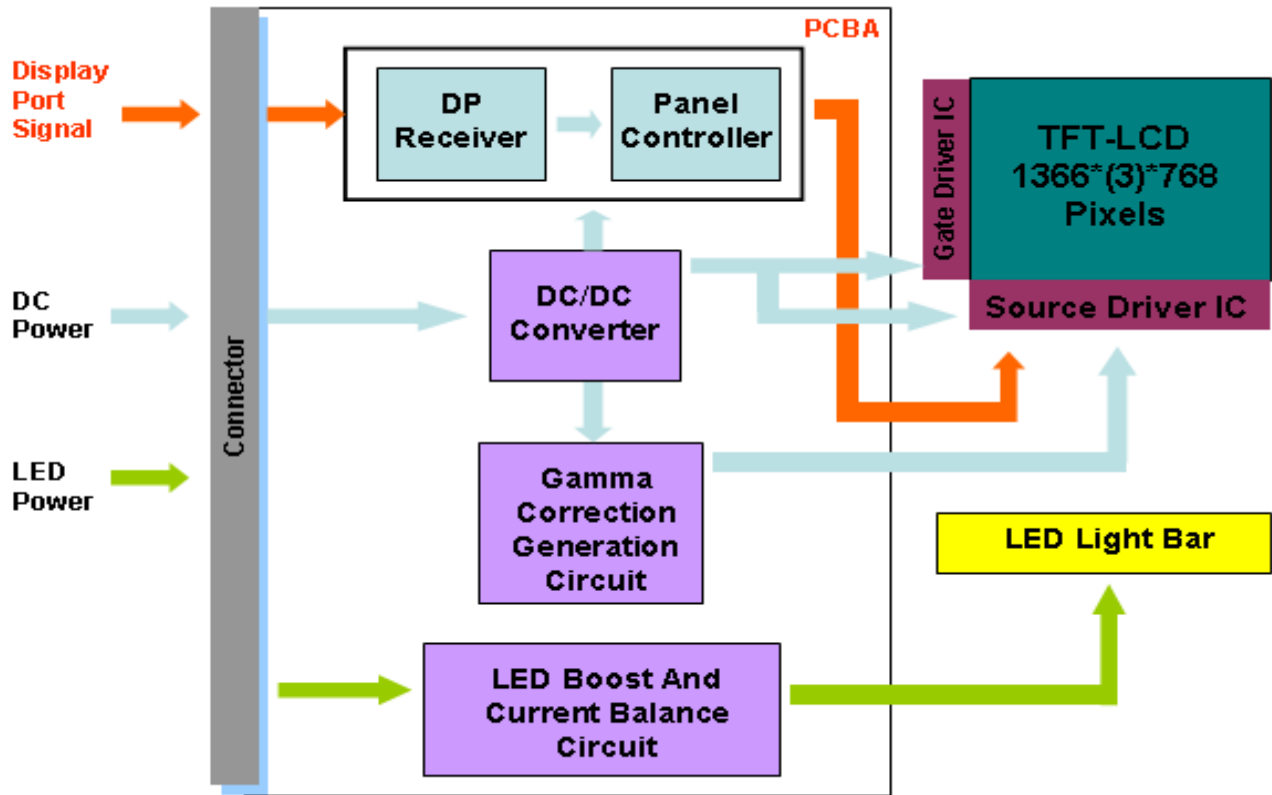 PCBA
Display
Port
Signal
DP
Receiver
Panel
Controller
Gate Driver IC
TFT-LCD
1366*(3)*768
Pixels
Source Driver IC
DC
Power
DC/DC
Converter
Connector
LED
Power
Gamma
Correction
Generation
Circuit
LED Light Bar
LED Boost And
Current Balance
Circuit